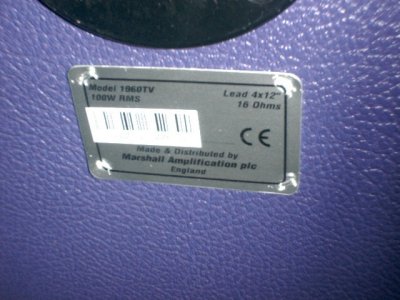 Model 1960TV Lead 4x12"
100W RMS 16 Ohms
CE
Made & Distributed by
Marshall Amplification plc
England